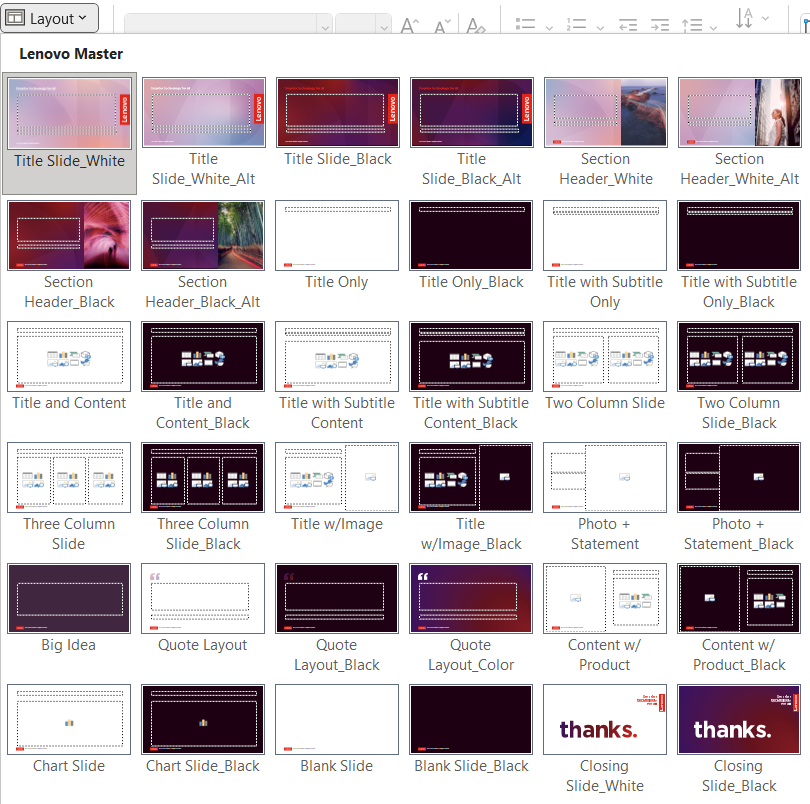 Layout
Lenovo Master
Lenovo
Lenovo
Lenovo
Lenovo
Title Slide_White
Title
Slide_White_Alt
Title Slide_Black
Title
Slide_Black_Alt
Section
Header_White
Section
Header_White_Alt
Section
Header_Black
Section
Header_Black_Alt
Title Only
Title Only_Black
Title with Subtitle
Only
Title with Subtitle
Only_Black
Title and Content
Title and
Content_Black
Title with Subtitle
Content
Title with Subtitle
Content_Black
Two Column Slide
Two Column
Slide_Black
Three Column
Slide
Three Column
Slide_Black
Title w/Image
Title
w/Image_Black
Photo +
Statement
Photo +
Statement_Black
Big Idea
Quote Layout
Quote
Layout_Black
Quote
Layout_Color
Content w/
Product
Content w/
Product_Black
thanks.
thanks.
Chart Slide
Chart Slide_Black
Blank Slide
Blank Slide_Black
Closing
Slide_White
Closing
Slide_Black